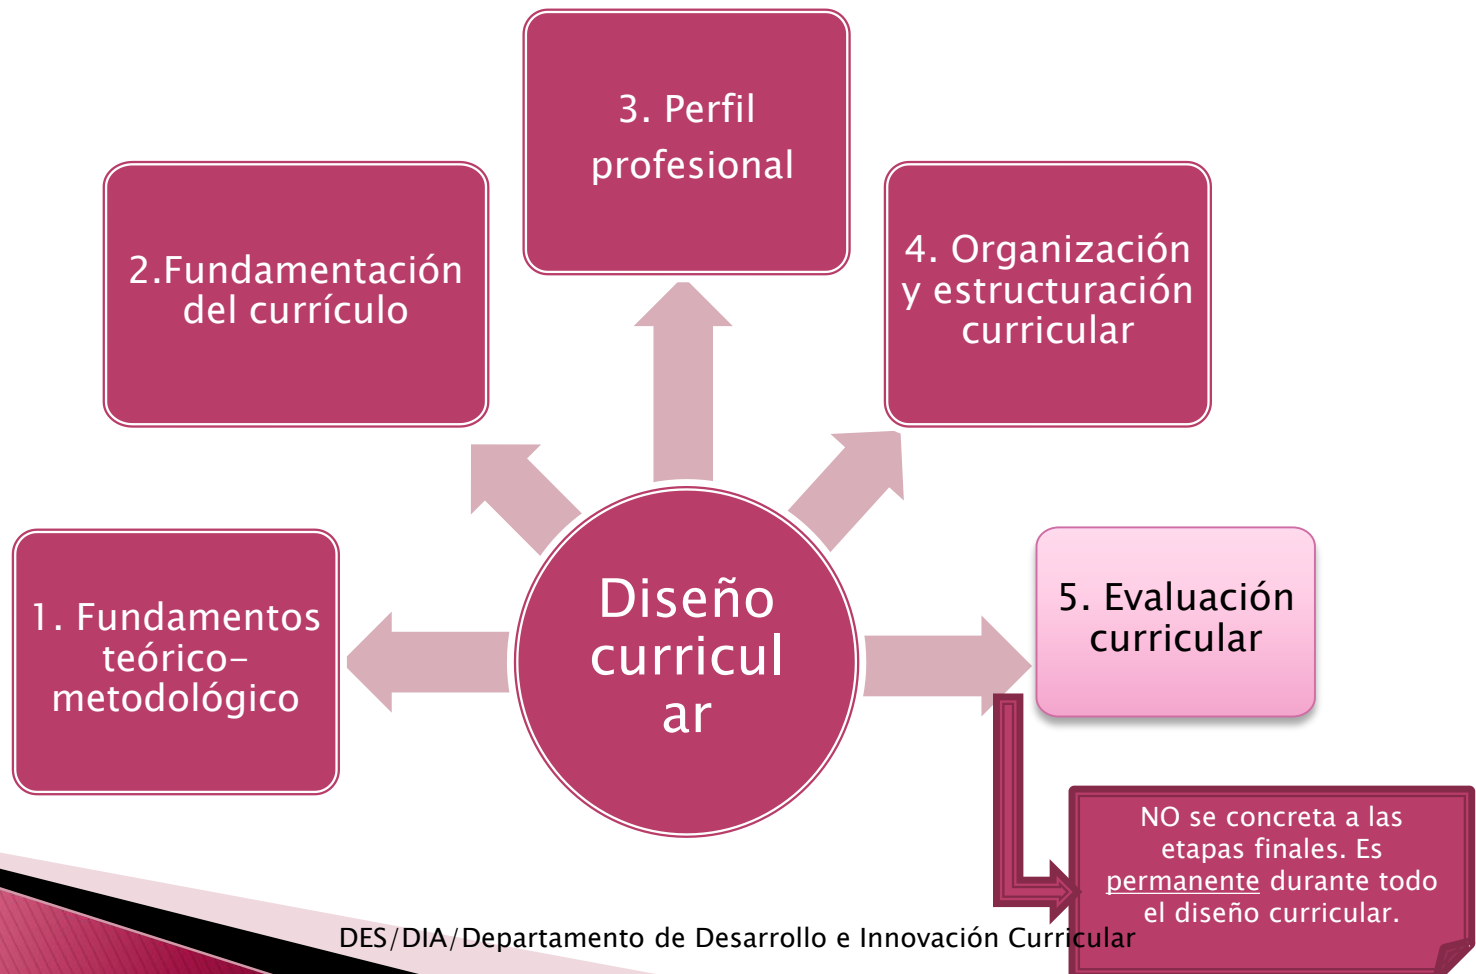 3. Perfil
profesional
2.Fundamentación
del currículo
4. Organización
y estructuración
curricular
1. Fundamentos
teórico-
metodológico
Diseño
curricul
ar
5. Evaluación
curricular
NO se concreta a las
etapas finales. Es
permanente durante todo
el diseño curricular.
DES/DIA/Departamento de Desarrollo e Innovación Curricular